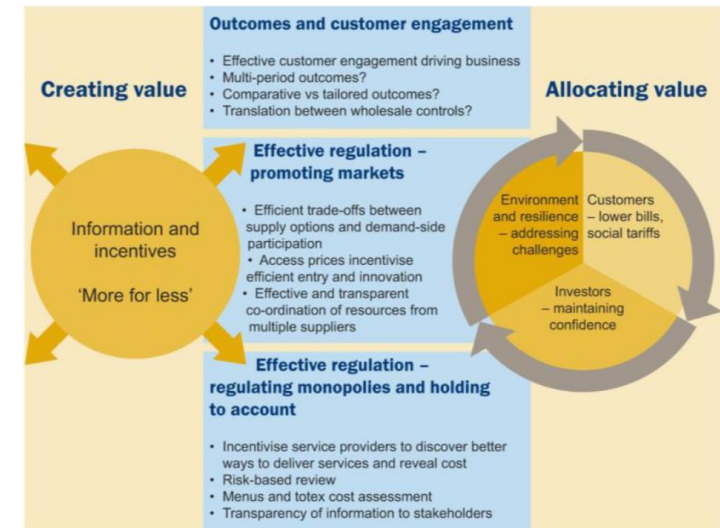 Creating value
Information and
incentives
'More for less'
Outcomes and customer engagement
• Effective customer engagement driving business
• Multi-period outcomes?
• Comparative vs tailored outcomes?
• Translation between wholesale controls?
Effective regulation –
promoting markets
• Efficient trade-offs between
supply options and demand-side
participation
• Access prices incentivise
efficient entry and innovation
• Effective and transparent
co-ordination of resources from
multiple suppliers
Effective regulation –
regulating monopolies and holding
to account
• Incentivise service providers to discover better
ways to deliver services and reveal cost
• Risk-based review
• Menus and totex cost assessment
• Transparency of information to stakeholders
Allocating value
Environment
and resilience
– addressing
challenges
Customers
– lower bills,
social tariffs
Investors
– maintaining
confidence